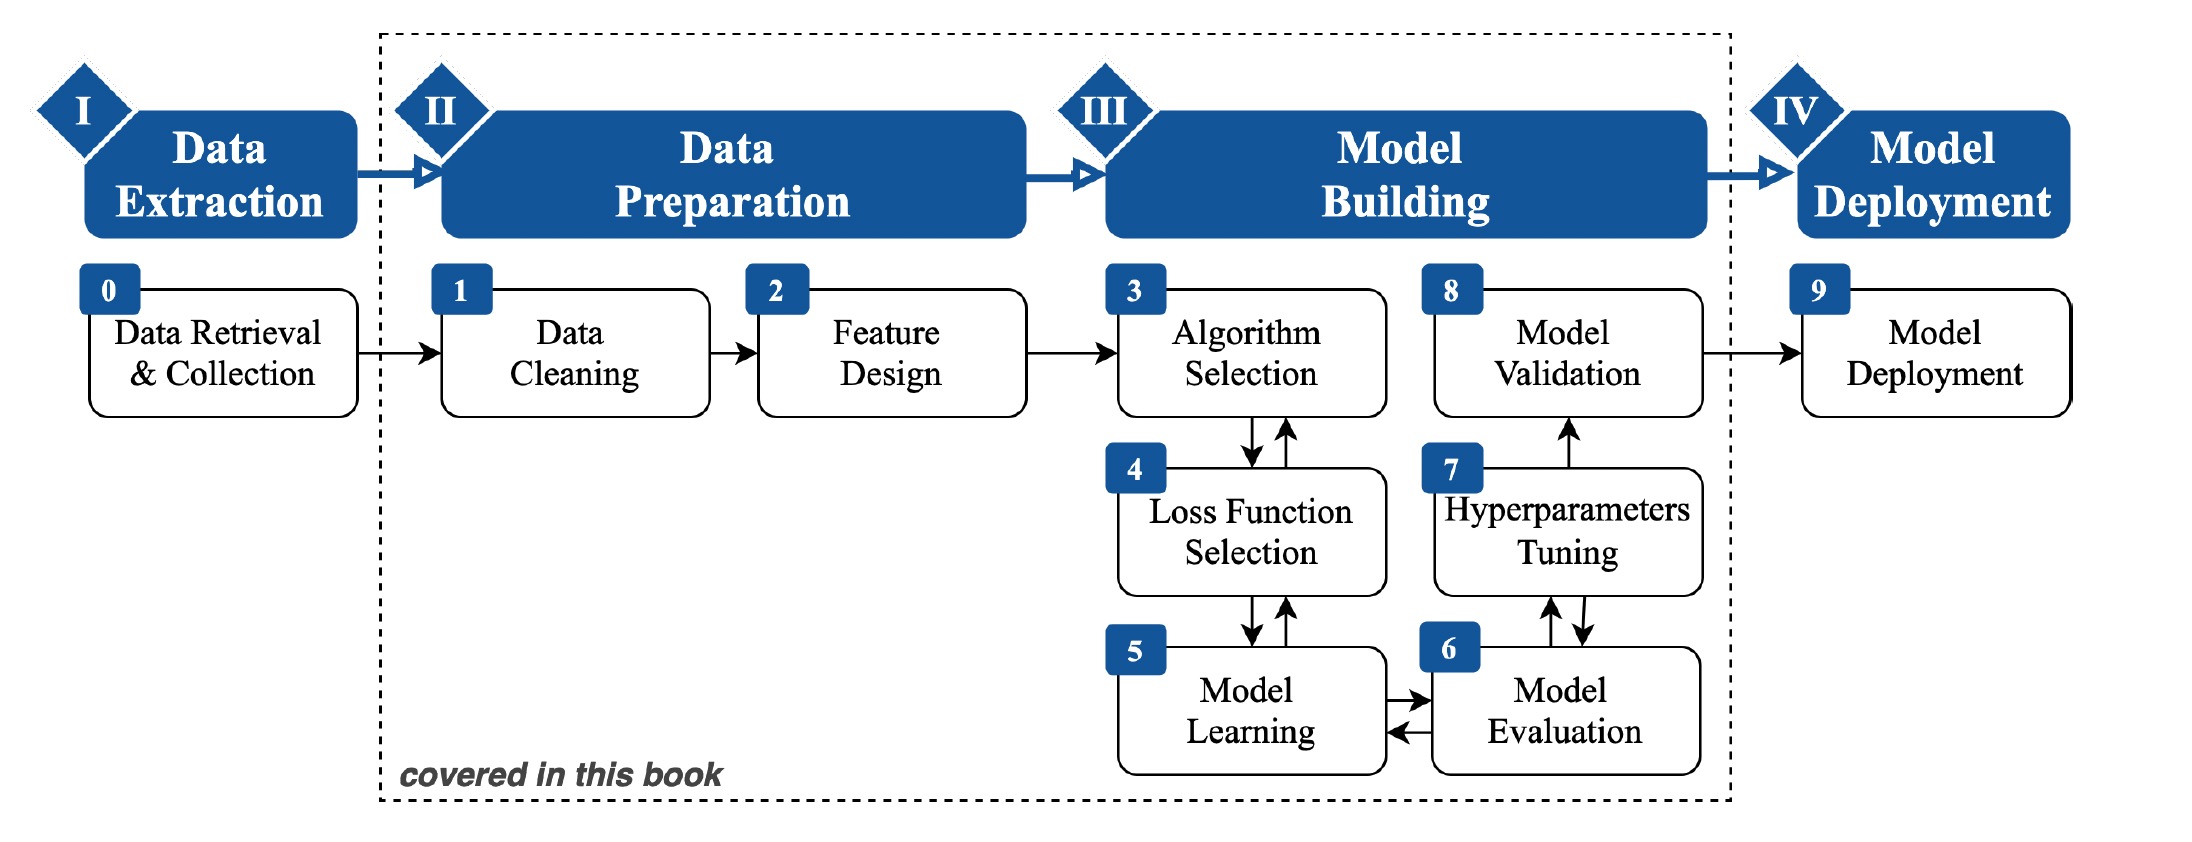 I
Data
Extraction
II
Data
Preparation
III
Model
Building
IV
Model
Deployment
0
Data Retrieval
& Collection
1
Data
Cleaning
2
Feature
Design
3
Algorithm
Selection
8
Model
Validation
9
Model
Deployment
4
Loss Function
Selection
7
Hyperparameters
Tuning
5
Model
Learning
6
Model
Evaluation
covered in this book